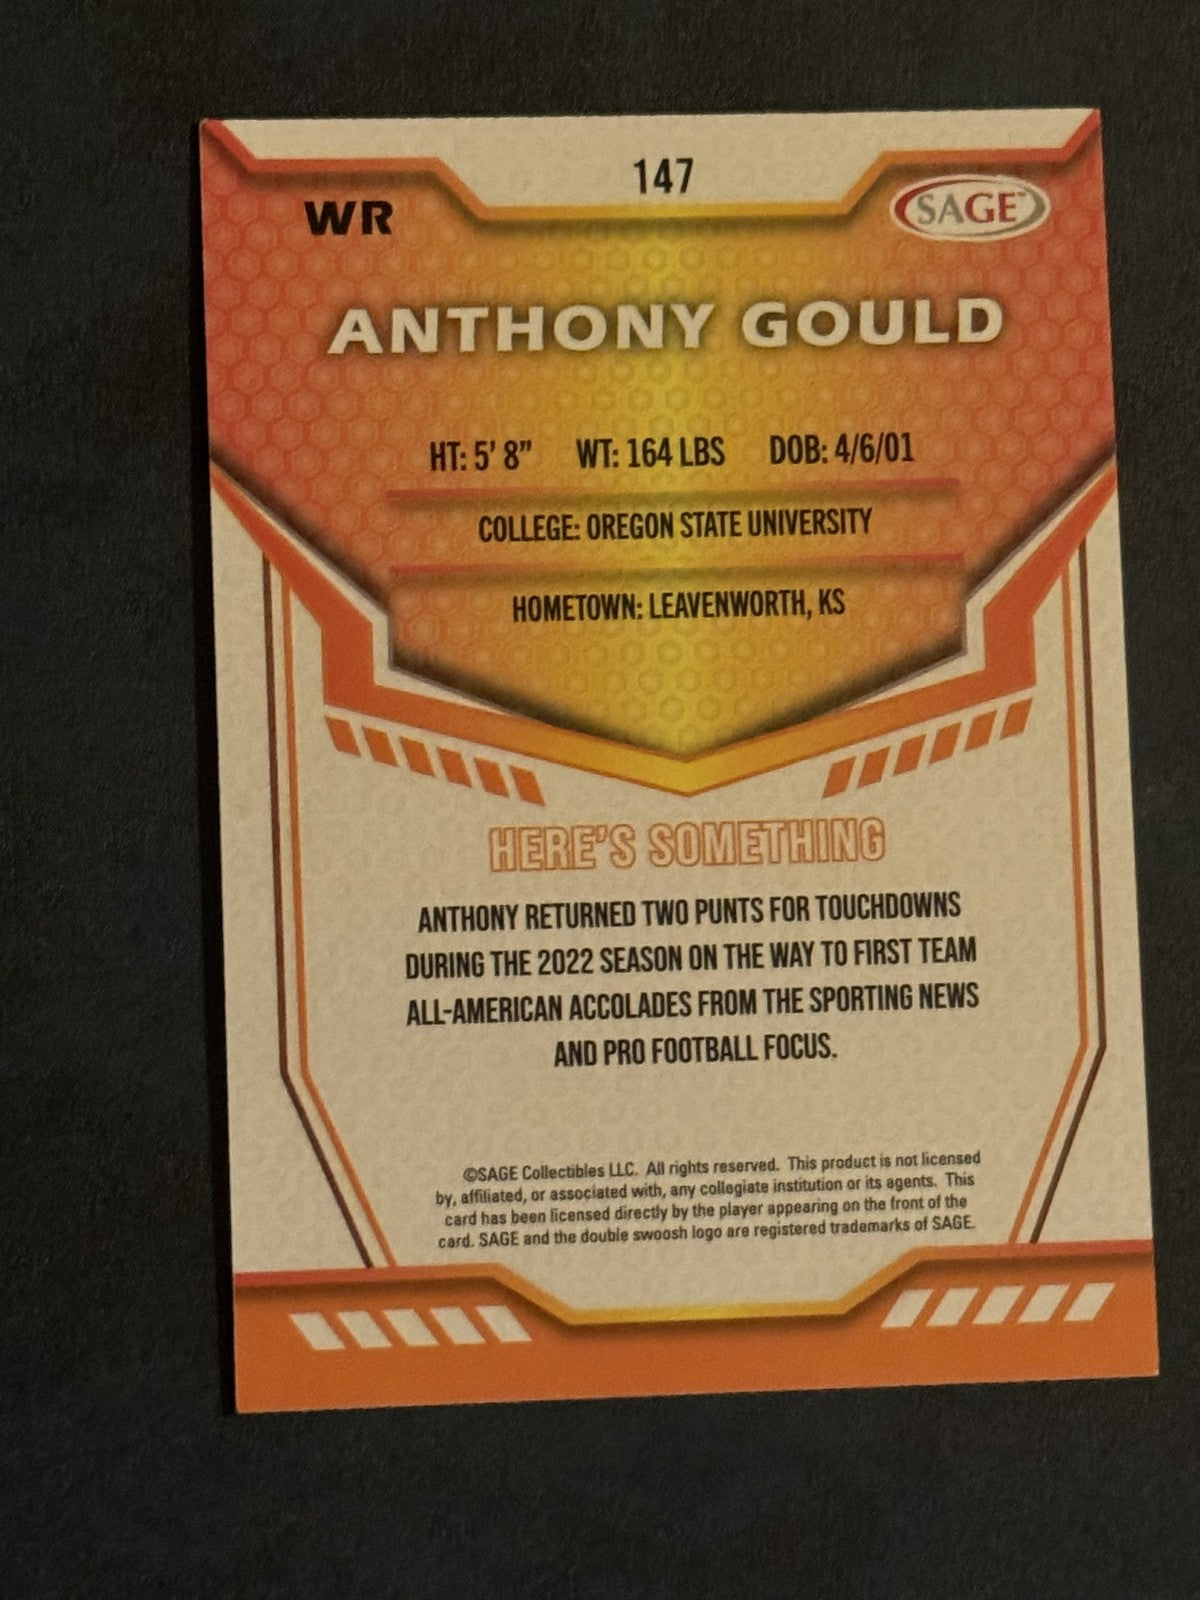 147
WR
SAGE™
ANTHONY GOULD
HT: 5' 8" WT: 164 LBS DOB: 4/6/01
COLLEGE: OREGON STATE UNIVERSITY
HOMETOWN: LEAVENWORTH, KS
HERE'S SOMETHING
ANTHONY RETURNED TWO PUNTS FOR TOUCHDOWNS
DURING THE 2022 SEASON ON THE WAY TO FIRST TEAM
ALL-AMERICAN ACCOLADES FROM THE SPORTING NEWS
AND PRO FOOTBALL FOCUS.
©SAGE Collectibles LLC. All rights reserved. This product is not licensed
by, affiliated, or associated with, any collegiate institution or its agents. This
card has been licensed directly by the player appearing on the front of the
card. SAGE and the double swoosh logo are registered trademarks of SAGE.